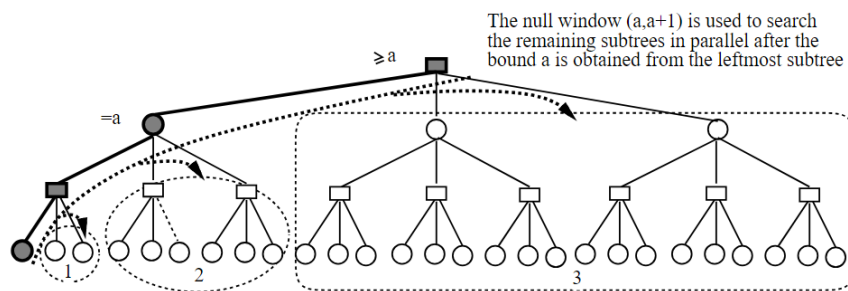 The null window (a,a+1) is used to search
the remaining subtrees in parallel after the
bound a is obtained from the leftmost subtree
⩾a
=a
1
2
3